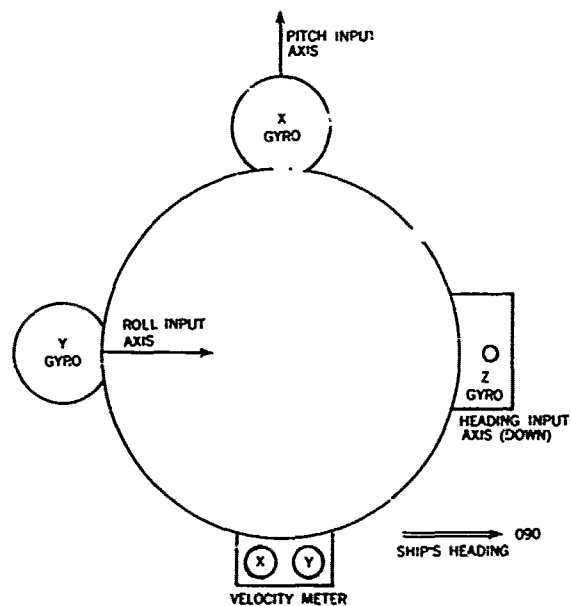 PITCH INPUT
AXIS
X
GYRO
ROLL INPUT
AXIS
Y
GYRO
Z
GYRO
HEADING INPUT
AXIS (DOWN)
090
SHIP'S HEADING
X Y
VELOCITY METER